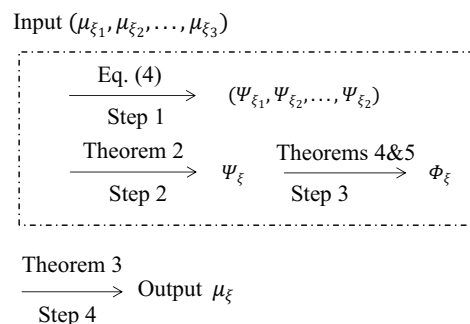 Input (μ_ξ₁, μ_ξ₂, . . . , μ_ξ₃)
Eq. (4)
Step 1
(Ψ_ξ₁, Ψ_ξ₂, . . . , Ψ_ξ₂)
Theorem 2
Step 2
Ψ_ξ
Theorems 4&5
Step 3
Φ_ξ
Theorem 3
Step 4
Output μ_ξ